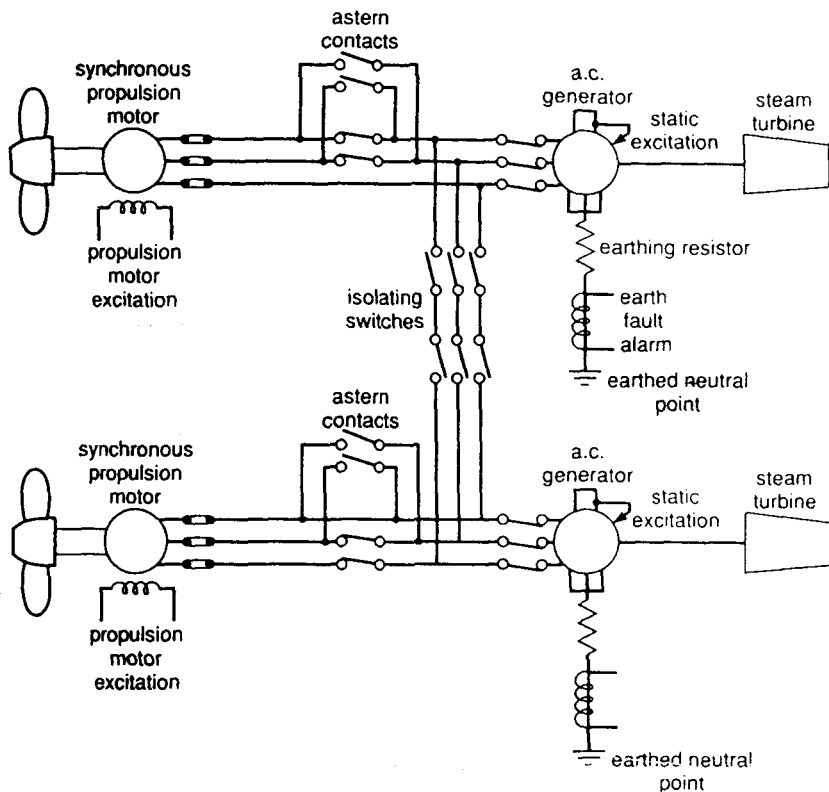 astern
contacts
synchronous
propulsion
motor
a.c.
generator
static
excitation
steam
turbine
propulsion
motor
excitation
isolating
switches
earthing resistor
earth
fault
alarm
earthed neutral
point
astern
contacts
synchronous
propulsion
motor
a.c.
generator
static
excitation
steam
turbine
propulsion
motor
excitation
earthed neutral
point